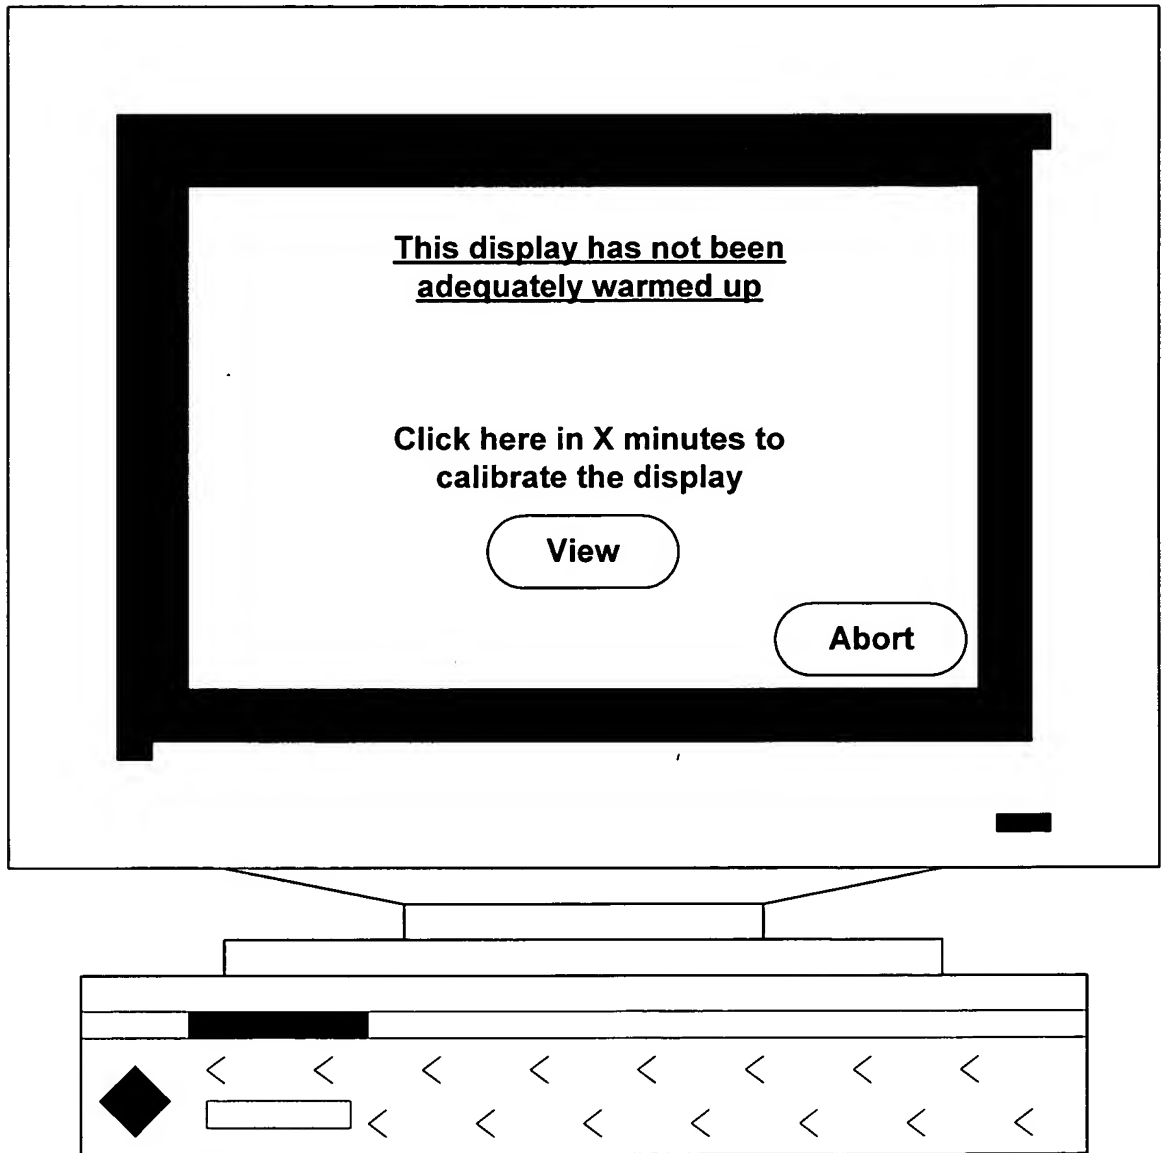 This display has not been
adequately warmed up
Click here in X minutes to
calibrate the display
View
Abort